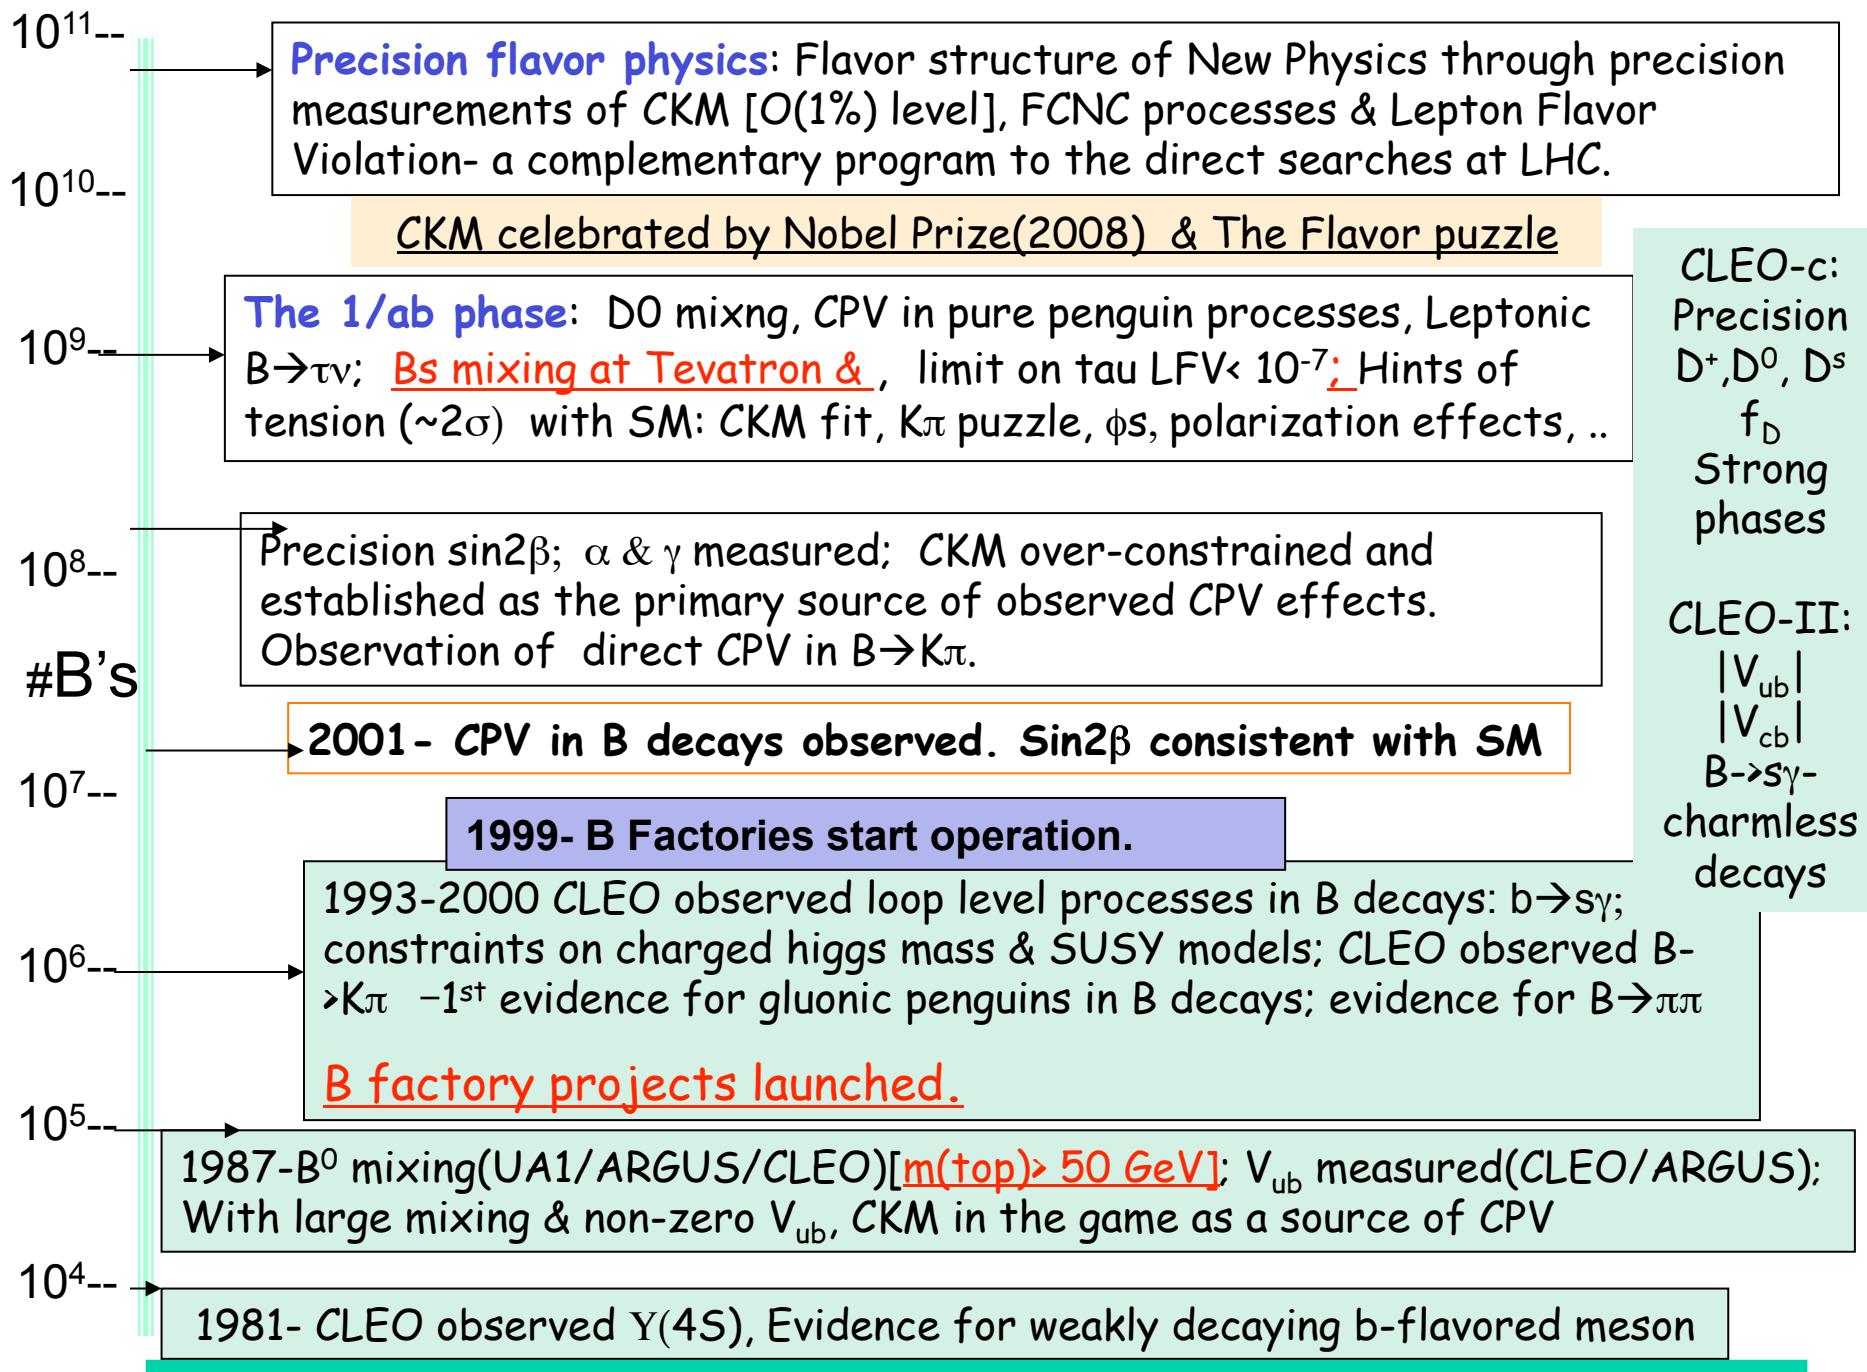 10¹¹--
Precision flavor physics: Flavor structure of New Physics through precision
measurements of CKM [O(1%) level], FCNC processes & Lepton Flavor
Violation- a complementary program to the direct searches at LHC.
10¹⁰--
CKM celebrated by Nobel Prize(2008) & The Flavor puzzle
The 1/ab phase: D0 mixng, CPV in pure penguin processes, Leptonic
B→τν; Bs mixing at Tevatron & , limit on tau LFV< 10⁻⁷; Hints of
tension (~2σ) with SM: CKM fit, Kπ puzzle, ϕs, polarization effects, ..
10⁹--
Precision sin2β; α & γ measured; CKM over-constrained and
established as the primary source of observed CPV effects.
Observation of direct CPV in B→Kπ.
10⁸--
#B's
2001- CPV in B decays observed. Sin2β consistent with SM
10⁷--
1999- B Factories start operation.
1993-2000 CLEO observed loop level processes in B decays: b→sγ;
constraints on charged higgs mass & SUSY models; CLEO observed B-
>Kπ –1ˢᵗ evidence for gluonic penguins in B decays; evidence for B→ππ
B factory projects launched.
10⁶--
10⁵--
1987-B⁰ mixing(UA1/ARGUS/CLEO)[m(top)> 50 GeV]; V_ub measured(CLEO/ARGUS);
With large mixing & non-zero V_ub, CKM in the game as a source of CPV
10⁴--
1981- CLEO observed Υ(4S), Evidence for weakly decaying b-flavored meson
CLEO-c:
Precision
D⁺,D⁰, Dˢ
f_D
Strong
phases
CLEO-II:
|V_ub|
|V_cb|
B->sγ-
charmless
decays